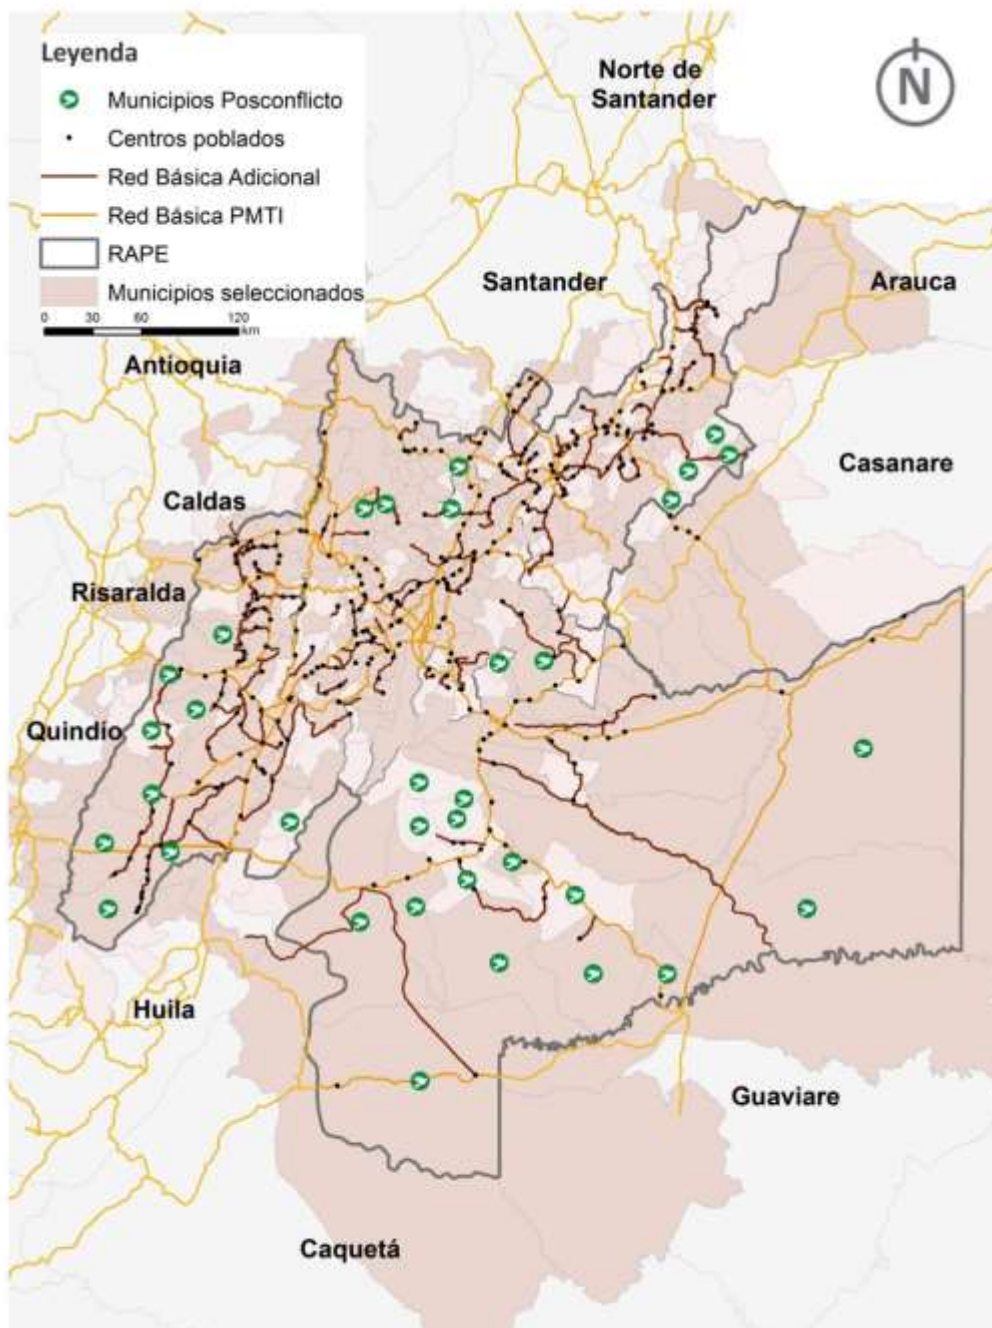 Leyenda
Municipios Posconflicto
Centros poblados
Red Básica Adicional
Red Básica PMTI
RAPE
Municipios seleccionados
0 30 60 120
km
N
Norte de
Santander
Santander
Arauca
Antioquia
Casanare
Caldas
Risaralda
Quindío
Huila
Guaviare
Caquetá